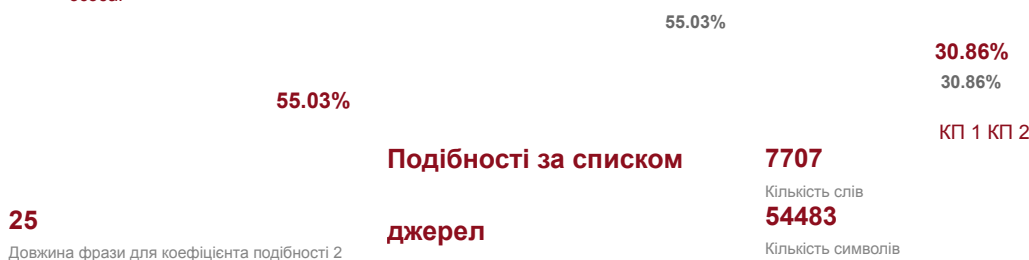 55.03%
30.86%
30.86%
55.03%
КП 1 КП 2
Подібності за списком
7707
Кількість слів
25
54483
джерел
Довжина фрази для коефіцієнта подібності 2
Кількість символів